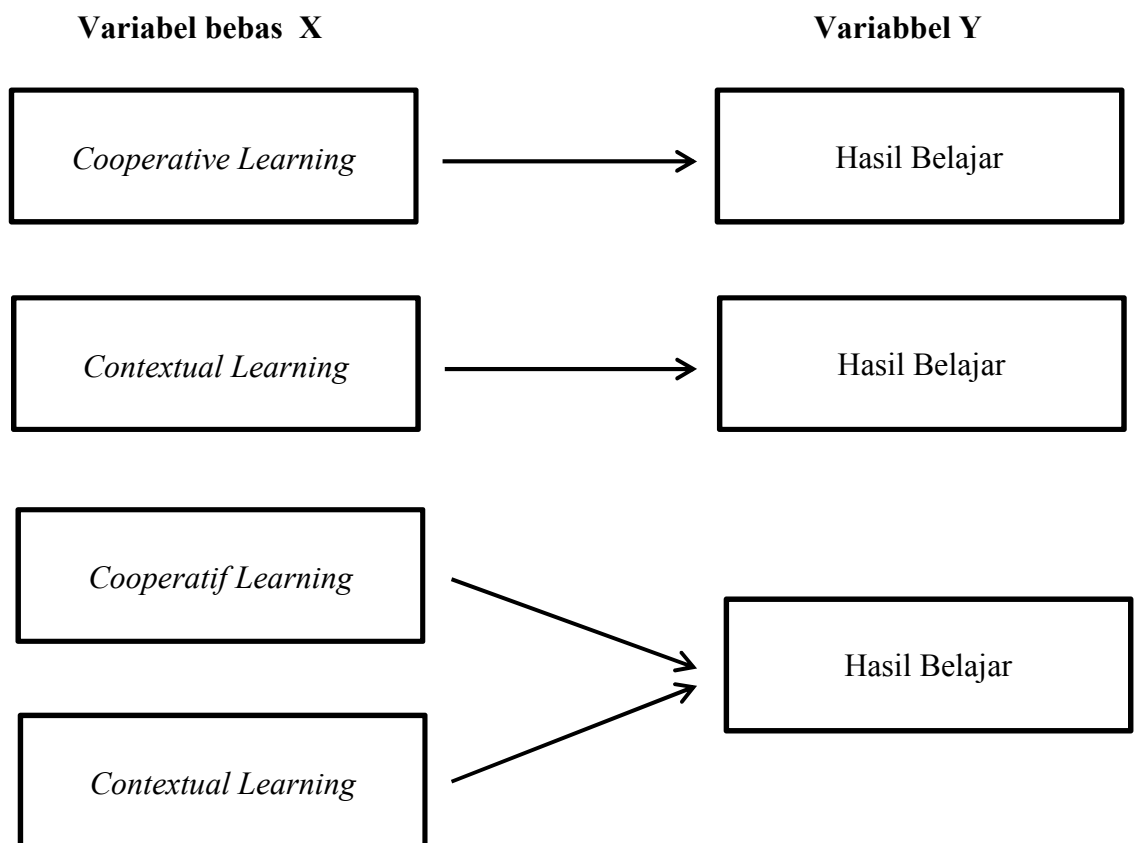 Variabel bebas  X
Variabbel Y
Cooperative Learning
Hasil Belajar
Contextual Learning
Hasil Belajar
Cooperatif Learning
Hasil Belajar
Contextual Learning